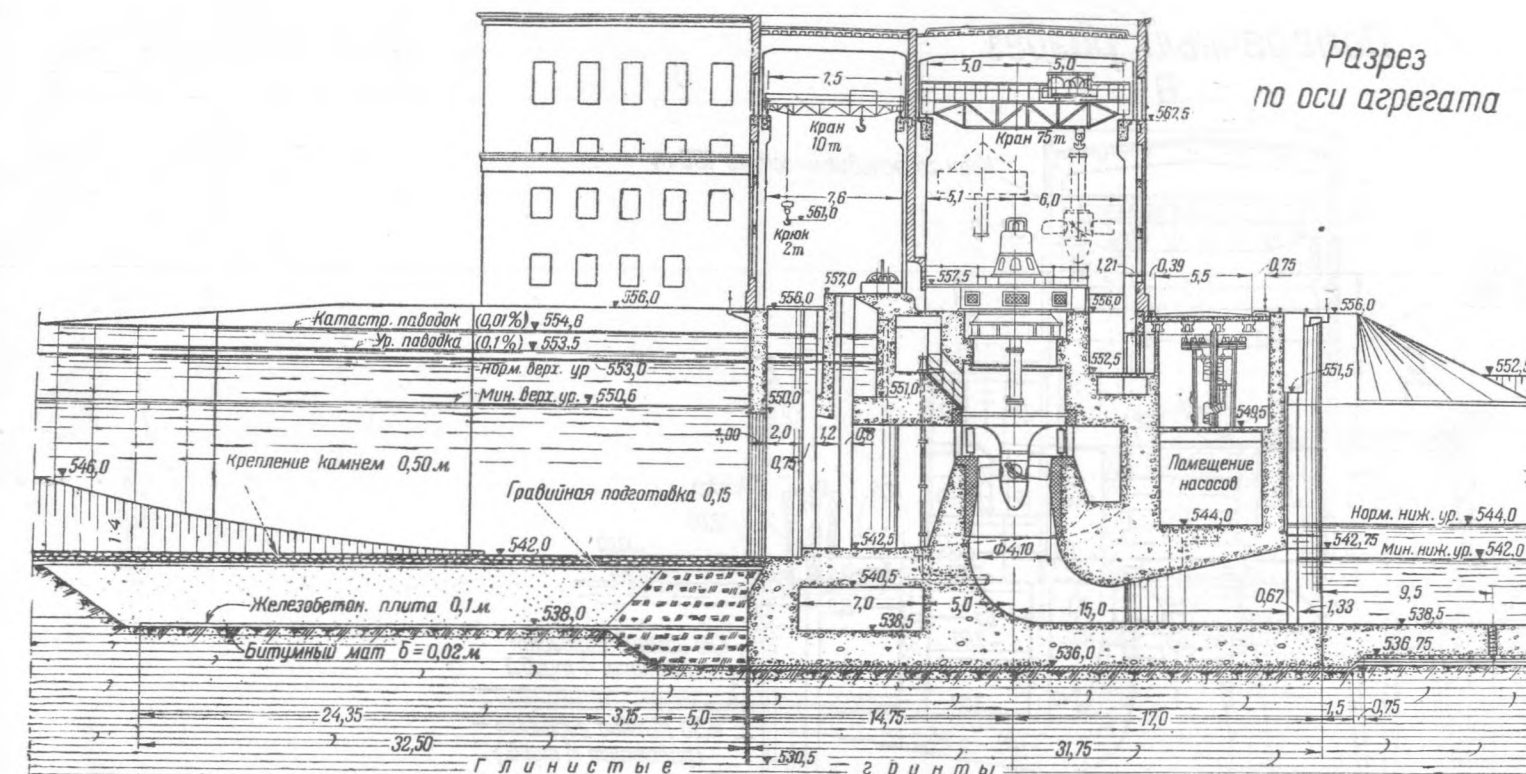 Разрез
по оси агрегата
7,5
5,0
5,0
567,5
Кран
10т
Кран 75т
7,6
5,1
6,0
561,0
Крюк
2т
557,0
557,5
1,21
0,39
5,5
0,75
556,0
556,0
556,0
556,0
Катастр. паводок (0,01%) 554,6
Ур. паводка (0,1%) 553,5
норм. верх. ур 553,0
Мин. верх. ур. 550,6
550,0
551,0
552,5
551,5
552,5
549,5
1,00
2,0
1,2
0,8
0,75
546,0
Крепление камнем 0,50 м
Гравийная подготовка 0,15
Помещение
насосов
544,0
Норм. ниж. ур. 544,0
1:4
542,0
542,5
Ф4,10
542,75
Мин. ниж. ур. 542,0
540,5
Железобетон. плита 0,1 м
538,0
7,0
5,0
15,0
0,67
1,33
9,5
538,5
538,5
Битумный мат δ=0,02м
536,0
536,75
24,35
3,15
5,0
14,75
17,0
1,5
0,75
32,50
530,5
31,75
Глинистые грунты